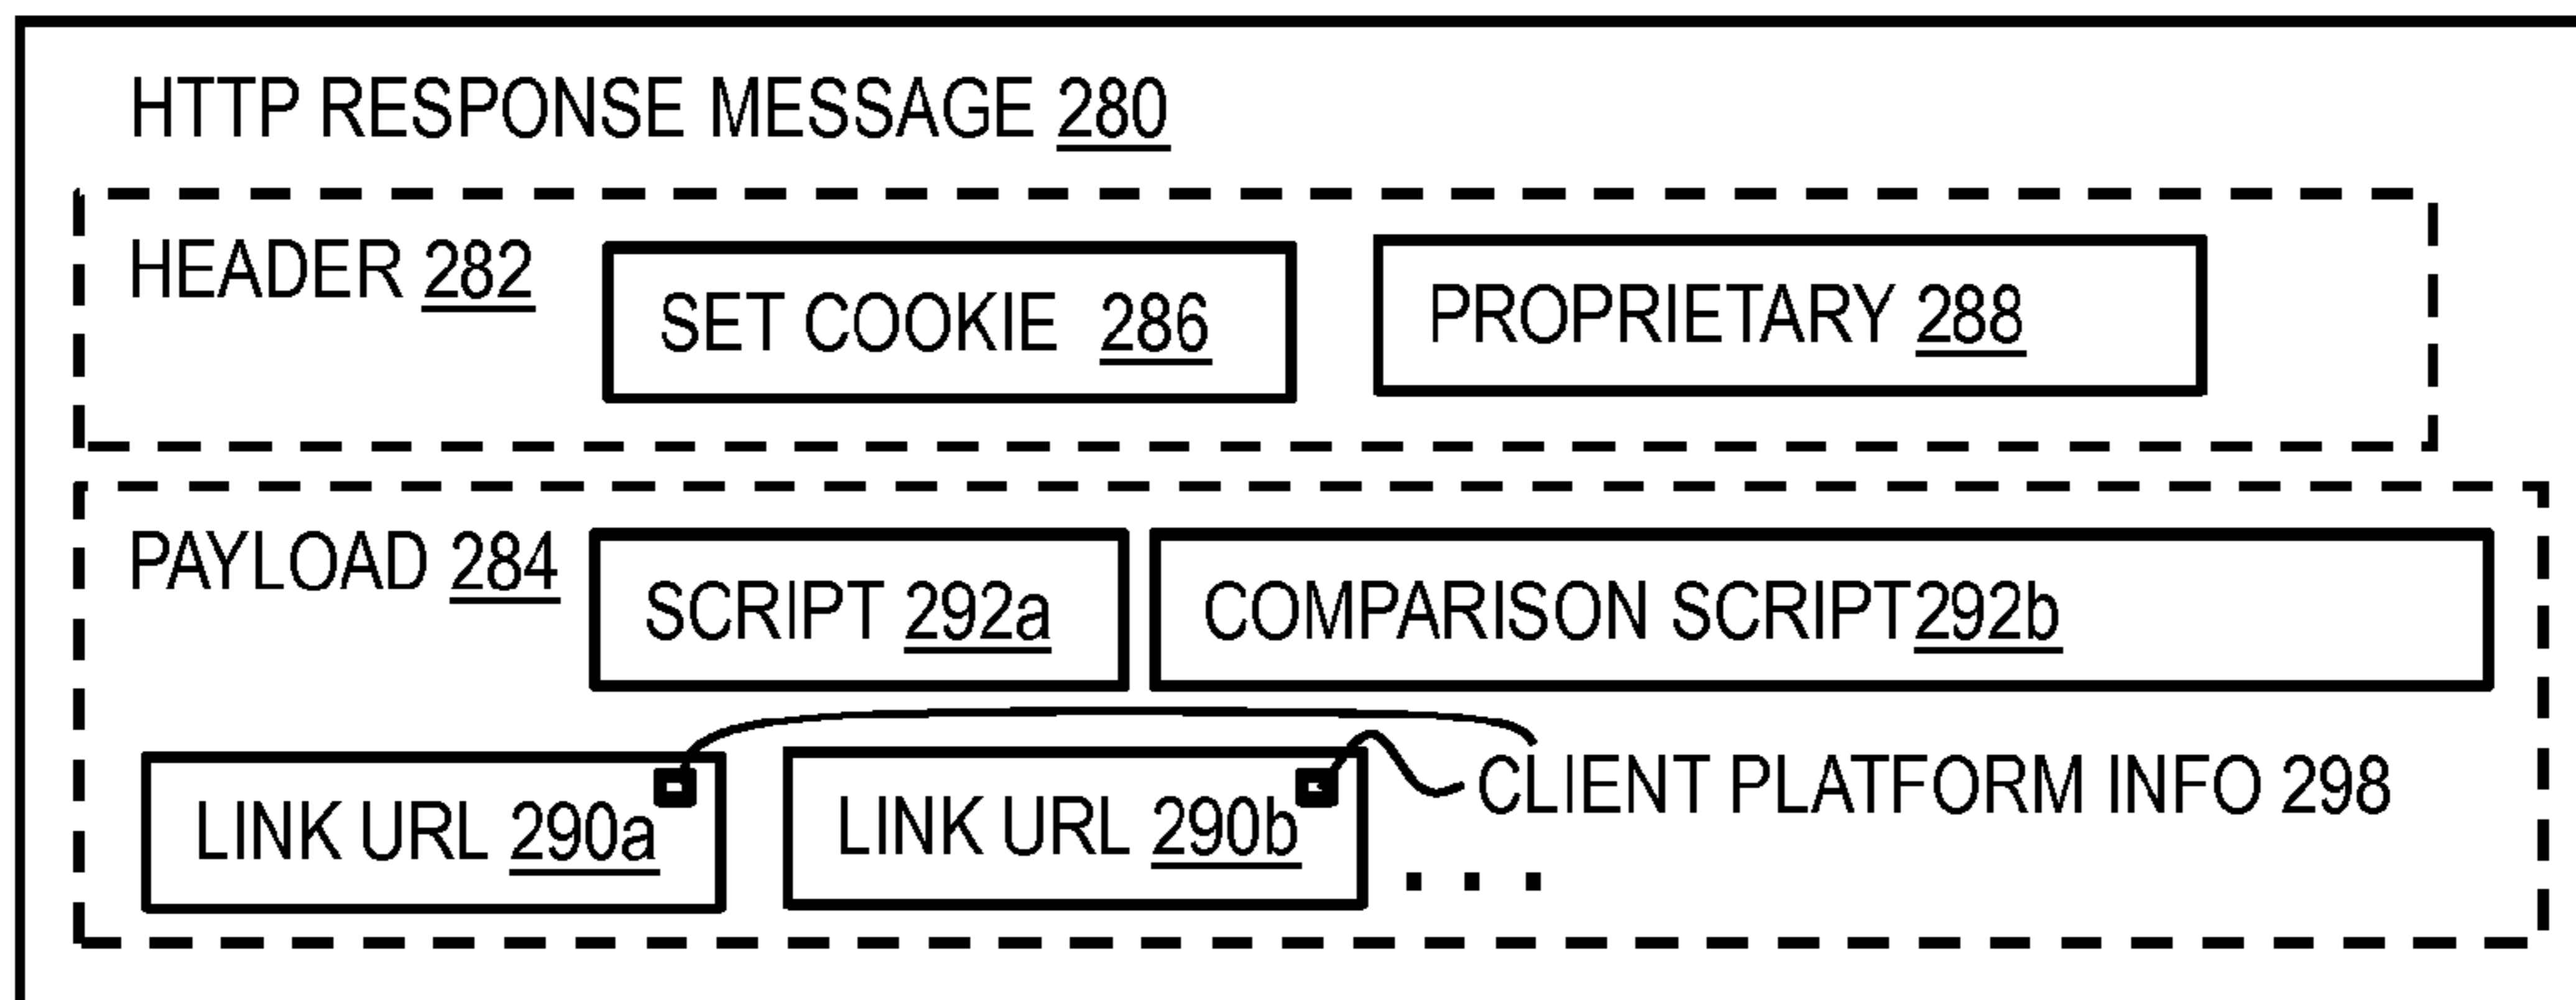 HTTP RESPONSE MESSAGE 280
HEADER 282
SET COOKIE 286
PROPRIETARY 288
PAYLOAD 284
SCRIPT 292a
COMPARISON SCRIPT292b
LINK URL 290a
LINK URL 290b
CLIENT PLATFORM INFO 298
. . .